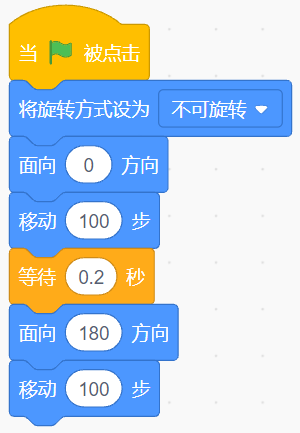 当 被点击
将旋转方式设为 不可旋转
面向 0 方向
移动 100 步
等待 0.2 秒
面向 180 方向
移动 100 步